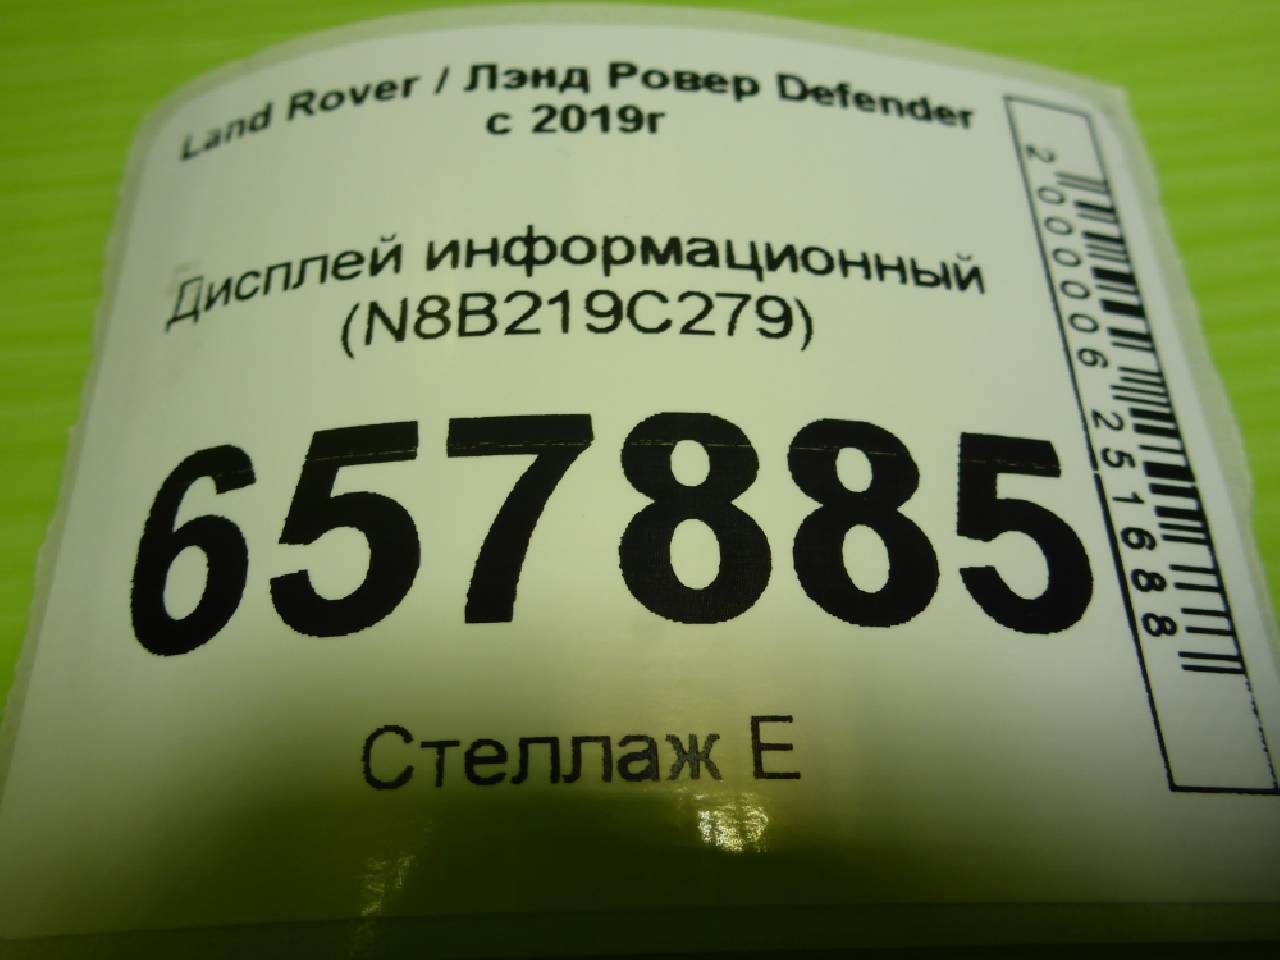 Land Rover / Лэнд Ровер Defender
с 2019г
Дисплей информационный
(N8B219C279)
657885
Стеллаж Е
2000006251688